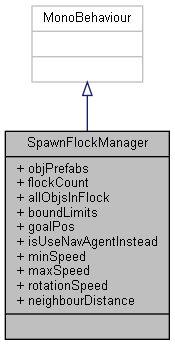 MonoBehaviour
SpawnFlockManager
+ objPrefabs
+ flockCount
+ allObjsInFlock
+ boundLimits
+ goalPos
+ isUseNavAgentInstead
+ minSpeed
+ maxSpeed
+ rotationSpeed
+ neighbourDistance